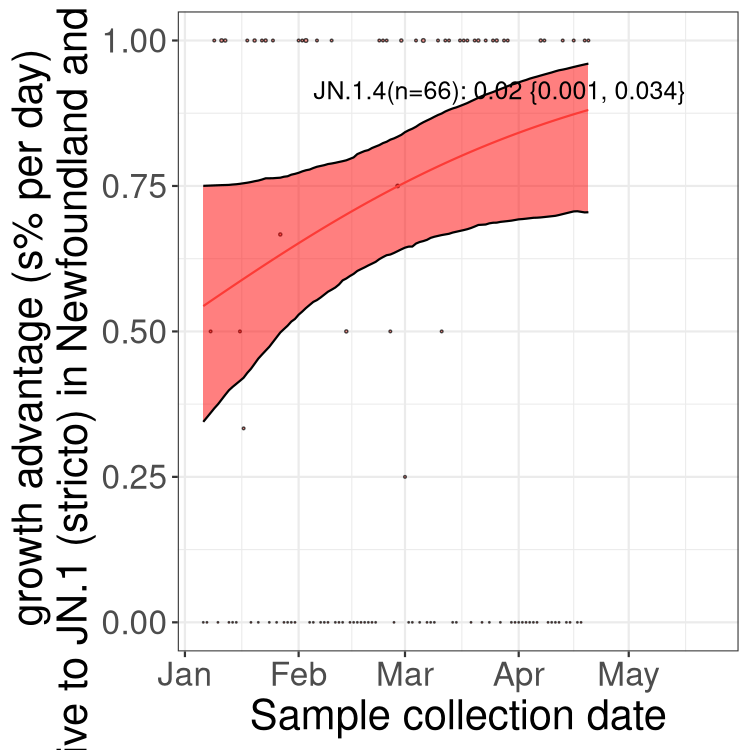 growth advantage (s% per day)
ive to JN.1 (stricto) in Newfoundland and
1.00
0.75
0.50
0.25
0.00
JN.1.4(n=66): 0.02 {0.001, 0.034}
Jan Feb Mar Apr May
Sample collection date